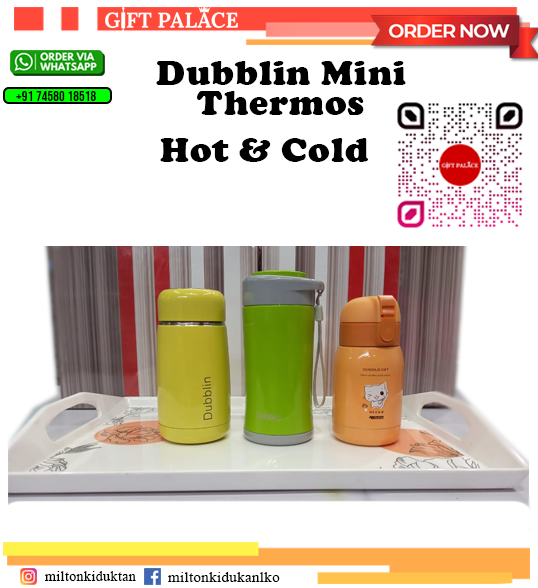 GIFT PALACE
ORDER NOW
ORDER VIA
WHATSAPP
+91 74580 18518
Dubblin Mini
Thermos
Hot & Cold
GIFT PALACE
Dubblin
miltonkiduktan
miltonkidukanlko